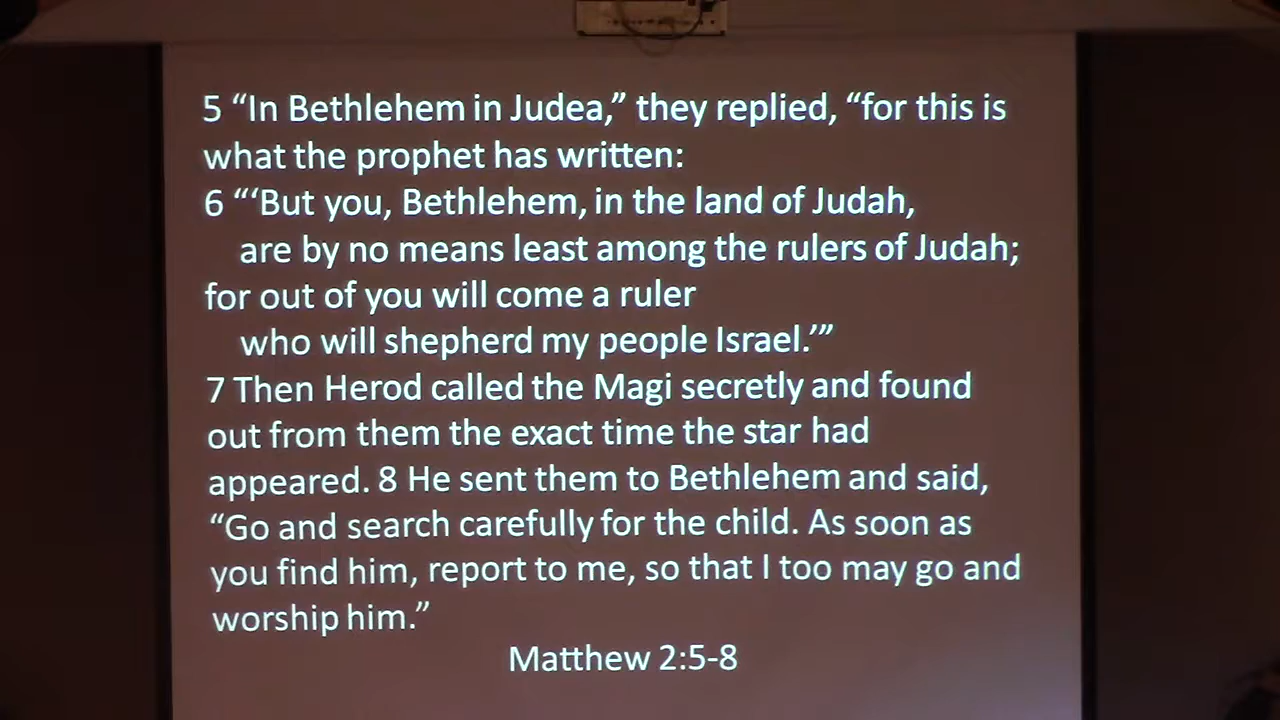 5 “In Bethlehem in Judea,” they replied, “for this is
what the prophet has written:
6 “‘But you, Bethlehem, in the land of Judah,
are by no means least among the rulers of Judah;
for out of you will come a ruler
who will shepherd my people Israel.’”
7 Then Herod called the Magi secretly and found
out from them the exact time the star had
appeared. 8 He sent them to Bethlehem and said,
“Go and search carefully for the child. As soon as
you find him, report to me, so that I too may go and
worship him.”
Matthew 2:5-8